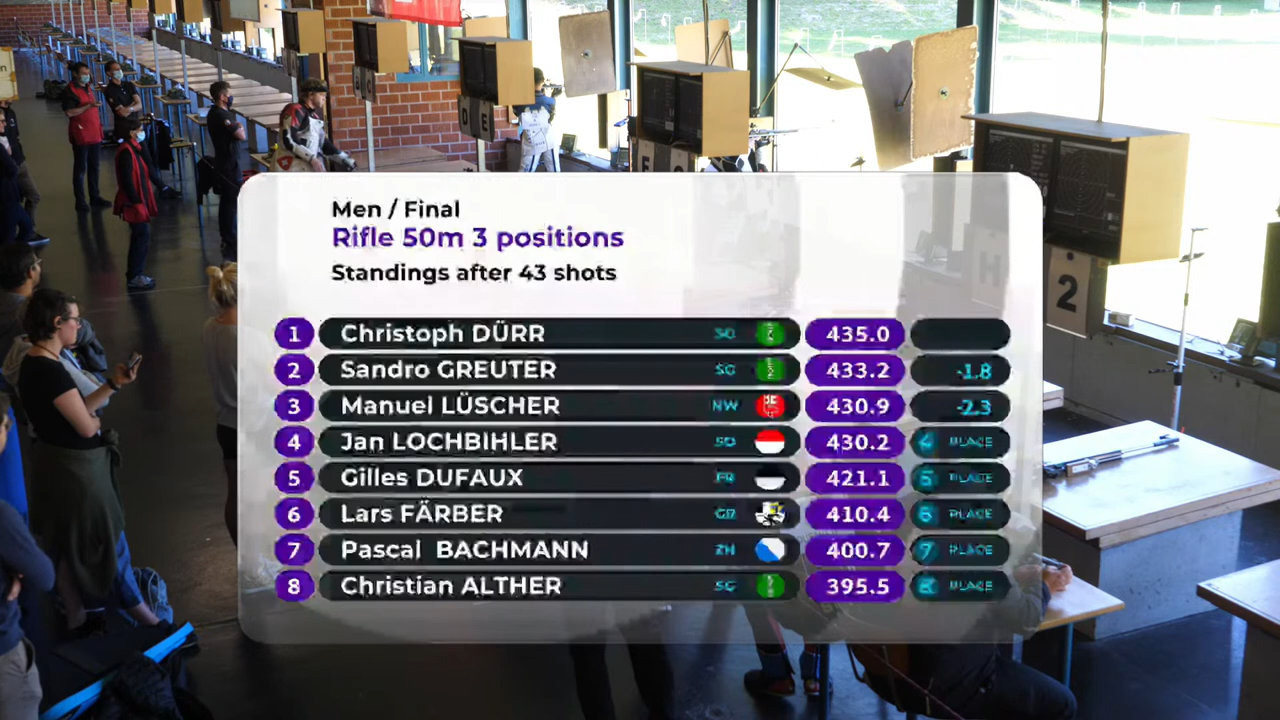 Men / Final
Rifle 50m 3 positions
Standings after 43 shots
1 Christoph DÜRR SG 435.0
2 Sandro GREUTER SG 433.2 -1.8
3 Manuel LÜSCHER NW 430.9 -2.3
4 Jan LOCHBIHLER SO 430.2 4 PLACE
5 Gilles DUFAUX FR 421.1 5 PLACE
6 Lars FÄRBER GR 410.4 6 PLACE
7 Pascal BACHMANN ZH 400.7 7 PLACE
8 Christian ALTHER SG 395.5 8 PLACE
D E
H
2